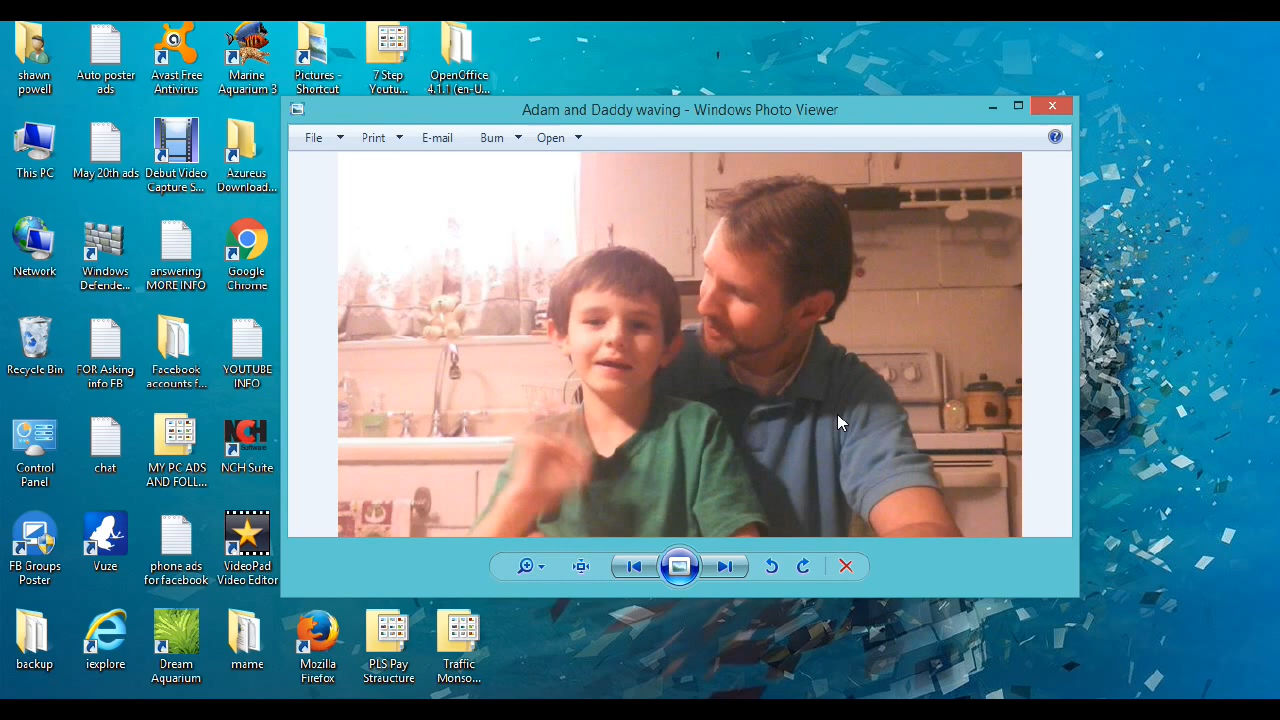 shawn
powell
Auto poster
ads
Avast Free
Antivirus
Marine
Aquarium 3
Pictures -
Shortcut
7 Step
Youtu...
OpenOffice
4.1.1 (en-U...
Adam and Daddy waving - Windows Photo Viewer
File
Print
E-mail
Burn
Open
This PC
May 20th ads
Debut Video
Capture S...
Azureus
Download...
Network
Windows
Defende...
answering
MORE INFO
Google
Chrome
Recycle Bin
FOR Asking
info FB
Facebook
accounts f...
YOUTUBE
INFO
Control
Panel
chat
MY PC ADS
AND FOLL...
NCH
Software
NCH Suite
FB Groups
Poster
Vuze
phone ads
for facebook
VideoPad
Video Editor
backup
iexplore
Dream
Aquarium
mame
Mozilla
Firefox
PLS Pay
Straucture
Traffic
Monso...